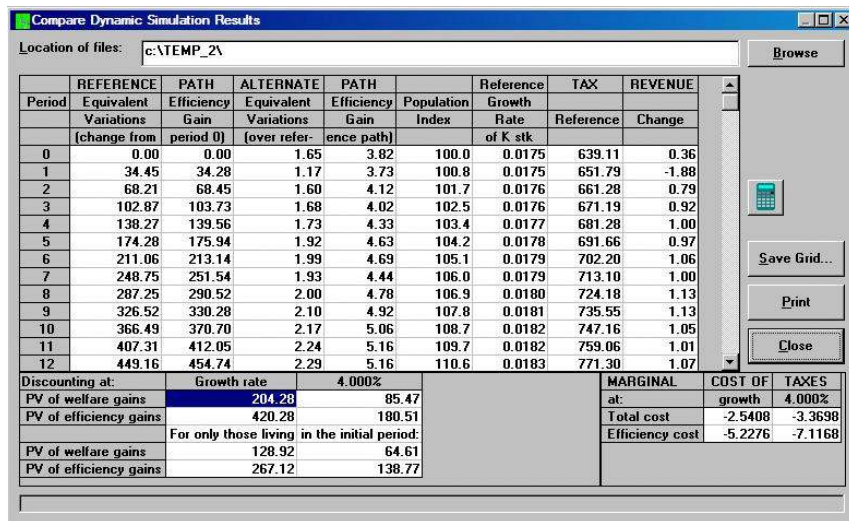 Compare Dynamic Simulation Results
Location of files: c:\TEMP_2\ Browse
REFERENCE PATH ALTERNATE PATH Reference TAX REVENUE
Period Equivalent Efficiency Equivalent Efficiency Population Growth
Variations Gain Variations Gain Index Rate Reference Change
(change from period 0) (over refer- ence path) of K stk
0 0.00 0.00 1.65 3.82 100.0 0.0175 639.11 0.36
1 34.45 34.28 1.17 3.73 100.8 0.0175 651.79 -1.88
2 68.21 68.45 1.60 4.12 101.7 0.0176 661.28 0.79
3 102.87 103.73 1.68 4.02 102.5 0.0176 671.19 0.92
4 138.27 139.56 1.73 4.33 103.4 0.0177 681.28 1.00
5 174.28 175.94 1.92 4.63 104.2 0.0178 691.66 0.97
6 211.06 213.14 1.99 4.69 105.1 0.0179 702.20 1.06
7 248.75 251.54 1.93 4.44 106.0 0.0179 713.10 1.00
8 287.25 290.52 2.00 4.78 106.9 0.0180 724.18 1.13
9 326.52 330.28 2.10 4.92 107.8 0.0181 735.55 1.13
10 366.49 370.70 2.17 5.06 108.7 0.0182 747.16 1.05
11 407.31 412.05 2.24 5.16 109.7 0.0182 759.06 1.01
12 449.16 454.74 2.29 5.16 110.6 0.0183 771.30 1.07
Save Grid...
Print
Close
Discounting at: Growth rate 4.000%
PV of welfare gains 204.28 85.47
PV of efficiency gains 420.28 180.51
For only those living in the initial period:
PV of welfare gains 128.92 64.61
PV of efficiency gains 267.12 138.77
MARGINAL COST OF TAXES
at: growth 4.000%
Total cost -2.5408 -3.3698
Efficiency cost -5.2276 -7.1168